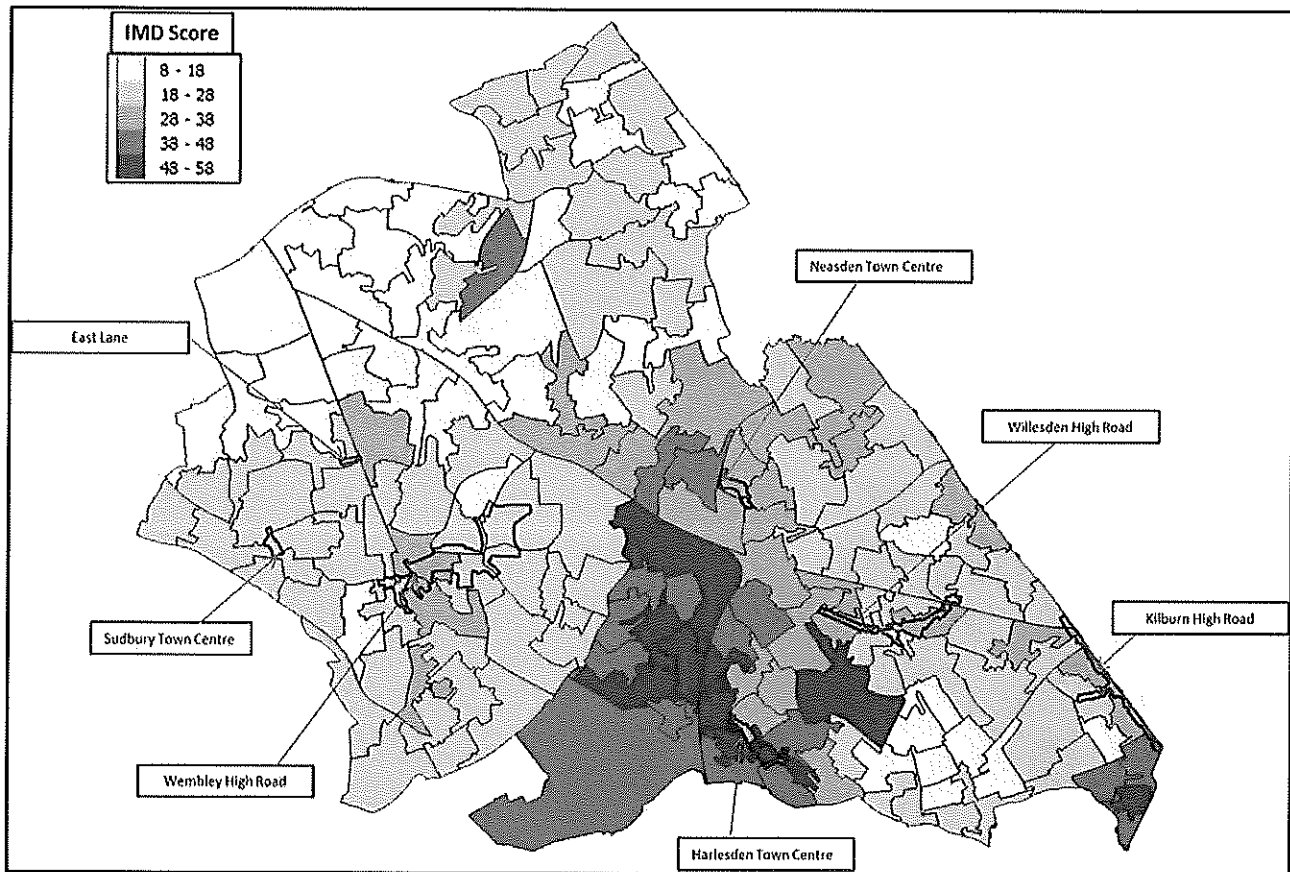 IMD Score
8 - 18
18 - 28
28 - 38
38 - 48
48 - 58
Neasden Town Centre
East Lane
Willesden High Road
Kilburn High Road
Sudbury Town Centre
Wembley High Road
Harlesden Town Centre